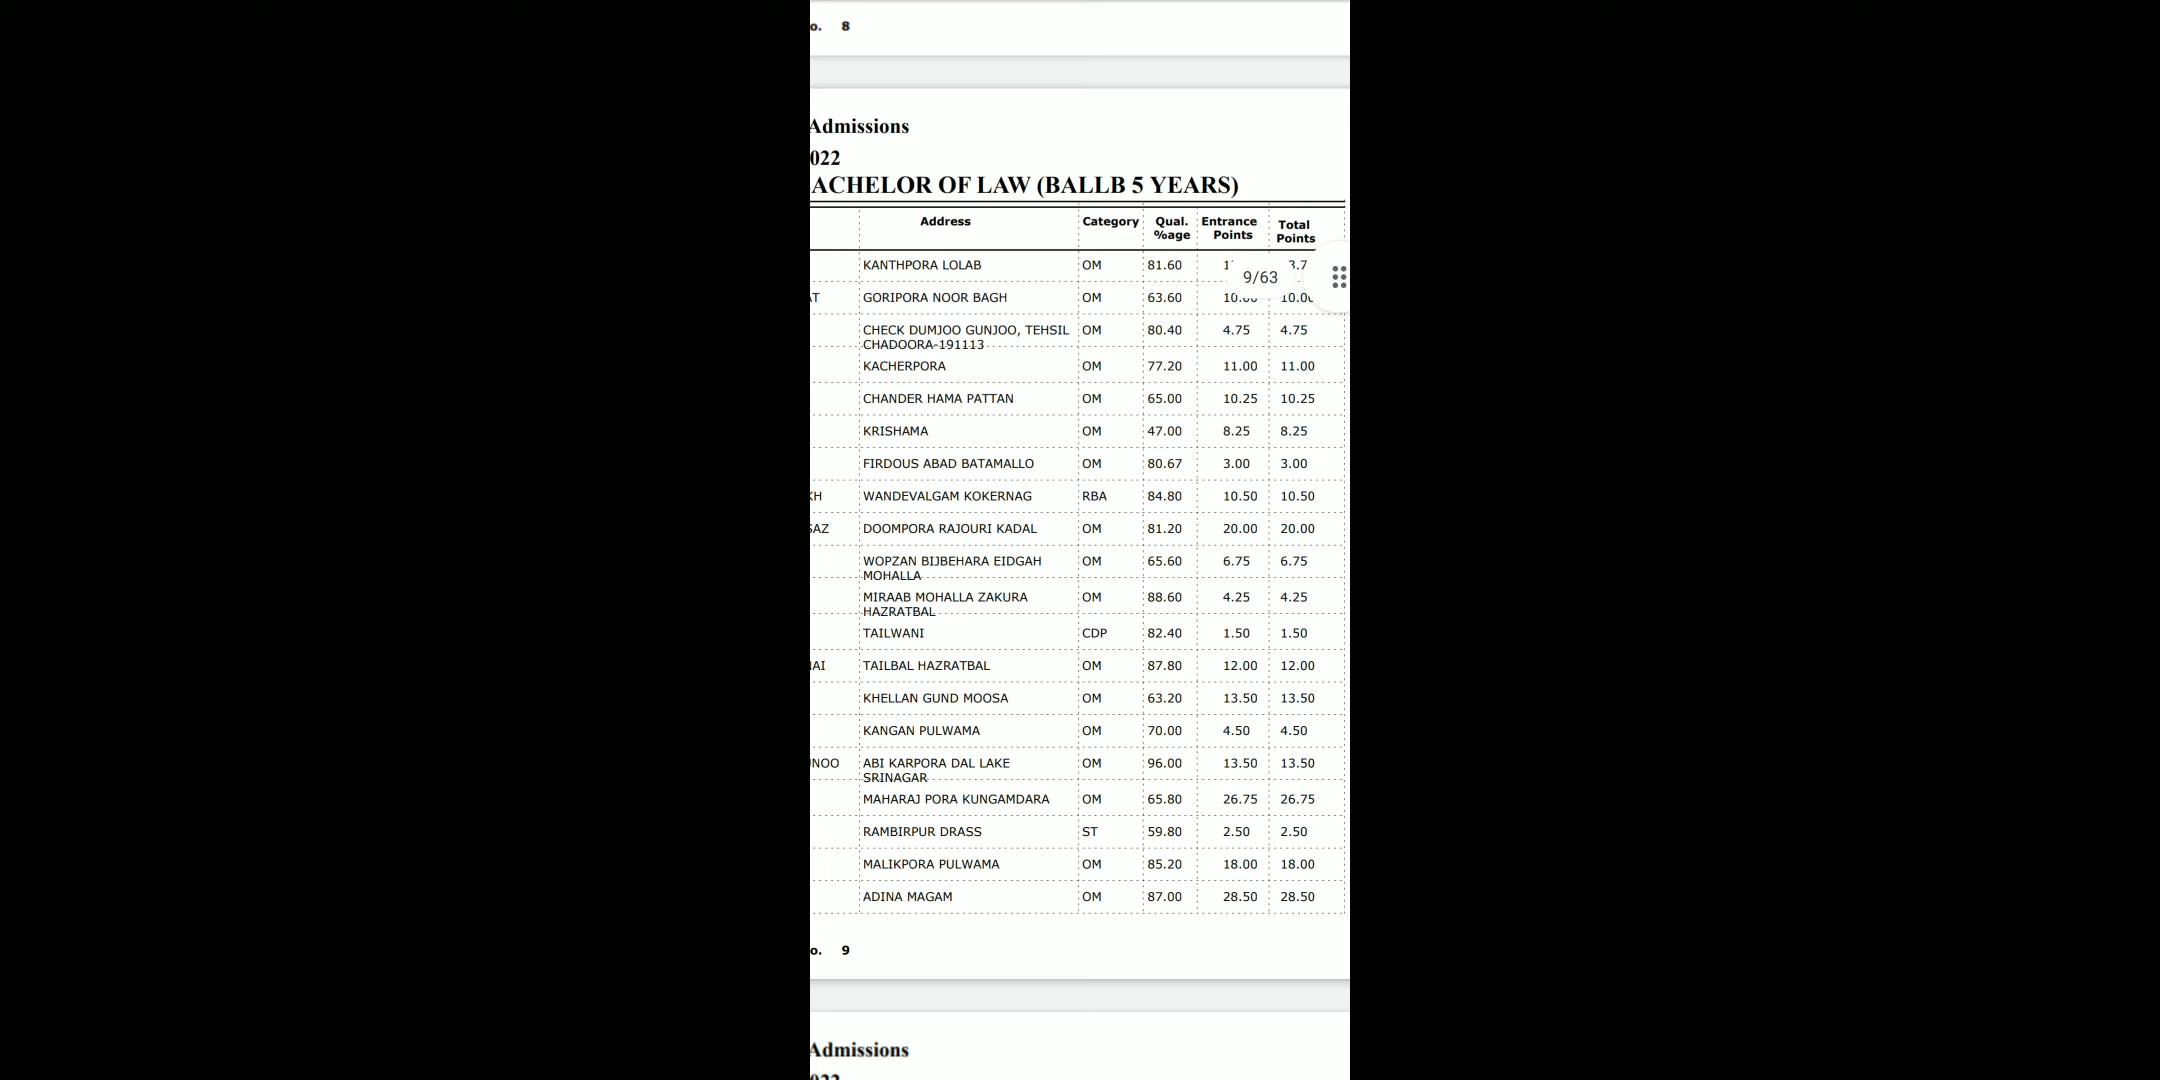 o. 8
Admissions
022
ACHELOR OF LAW (BALLB 5 YEARS)
Address Category Qual. %age Entrance Points Total Points
KANTHPORA LOLAB OM 81.60
9/63
GORIPORA NOOR BAGH OM 63.60
CHECK DUMJOO GUNJOO, TEHSIL OM 80.40 4.75 4.75
CHADOORA-191113
KACHERPORA OM 77.20 11.00 11.00
CHANDER HAMA PATTAN OM 65.00 10.25 10.25
KRISHAMA OM 47.00 8.25 8.25
FIRDOUS ABAD BATAMALLO OM 80.67 3.00 3.00
KH WANDEVALGAM KOKERNAG RBA 84.80 10.50 10.50
SAZ DOOMPORA RAJOURI KADAL OM 81.20 20.00 20.00
WOPZAN BIJBEHARA EIDGAH OM 65.60 6.75 6.75
MOHALLA
MIRAAB MOHALLA ZAKURA OM 88.60 4.25 4.25
HAZRATBAL
TAILWANI CDP 82.40 1.50 1.50
AI TAILBAL HAZRATBAL OM 87.80 12.00 12.00
KHELLAN GUND MOOSA OM 63.20 13.50 13.50
KANGAN PULWAMA OM 70.00 4.50 4.50
NOO ABI KARPORA DAL LAKE OM 96.00 13.50 13.50
SRINAGAR
MAHARAJ PORA KUNGAMDARA OM 65.80 26.75 26.75
RAMBIRPUR DRASS ST 59.80 2.50 2.50
MALIKPORA PULWAMA OM 85.20 18.00 18.00
ADINA MAGAM OM 87.00 28.50 28.50
o. 9
Admissions